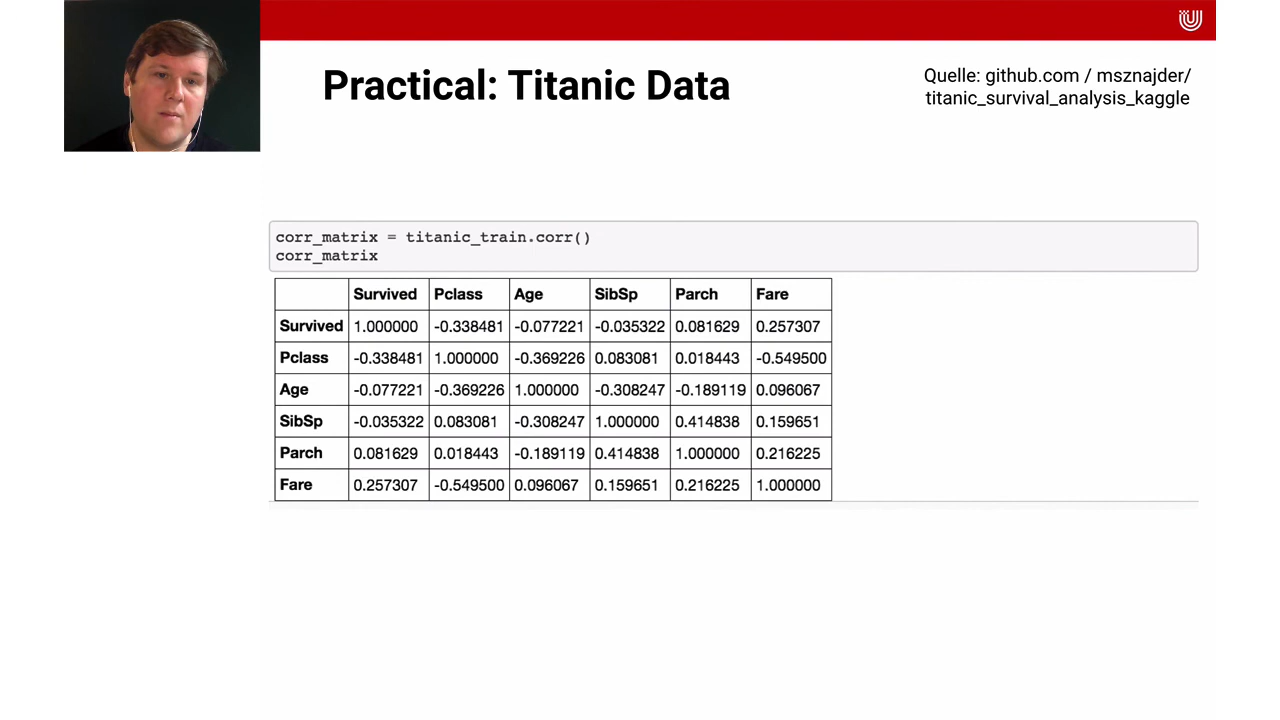 Practical: Titanic Data
Quelle: github.com / msznajder/
titanic_survival_analysis_kaggle
corr_matrix = titanic_train.corr()
corr_matrix
Survived Pclass Age SibSp Parch Fare
Survived 1.000000 -0.338481 -0.077221 -0.035322 0.081629 0.257307
Pclass -0.338481 1.000000 -0.369226 0.083081 0.018443 -0.549500
Age -0.077221 -0.369226 1.000000 -0.308247 -0.189119 0.096067
SibSp -0.035322 0.083081 -0.308247 1.000000 0.414838 0.159651
Parch 0.081629 0.018443 -0.189119 0.414838 1.000000 0.216225
Fare 0.257307 -0.549500 0.096067 0.159651 0.216225 1.000000